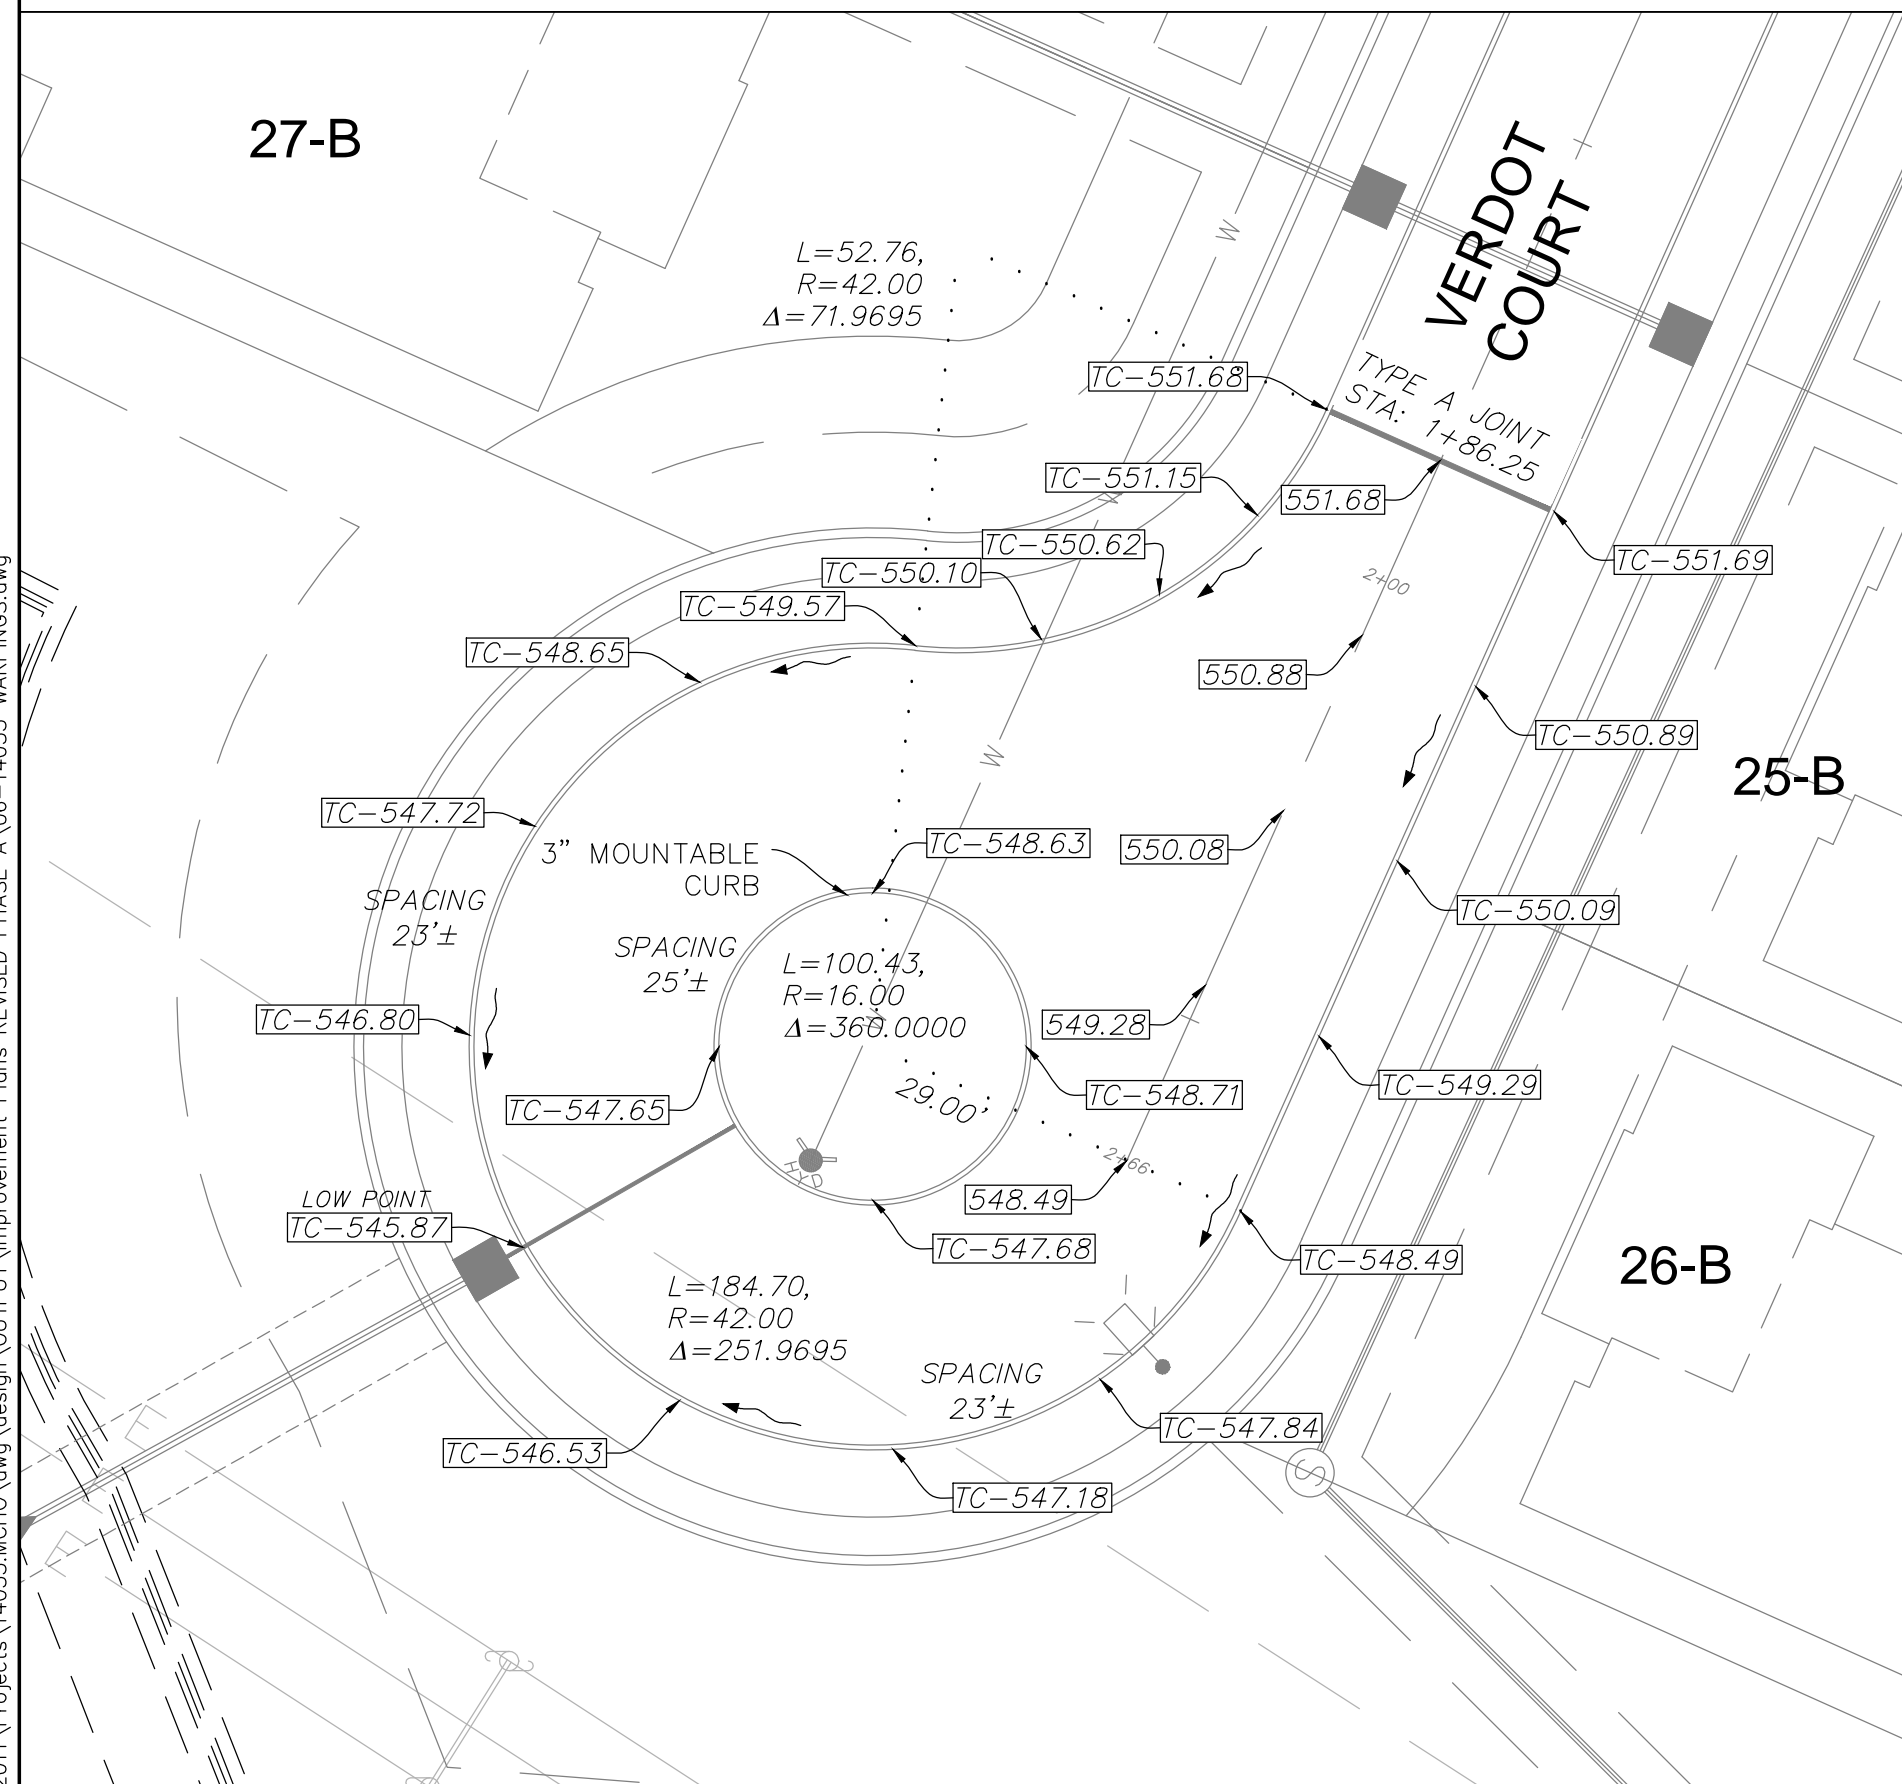 27-B
VERDOT
COURT
L=52.76,
R=42.00
Δ=71.9695
TC-551.68
TYPE A JOINT
STA: 1+86.25
TC-551.15
551.68
TC-550.62
TC-551.69
TC-550.10
2+00
TC-549.57
TC-548.65
550.88
TC-550.89
W
W
W
W
25-B
TC-547.72
3” MOUNTABLE
CURB
TC-548.63
550.08
SPACING
23'±
TC-550.09
SPACING
25'±
L=100.43,
R=16.00
Δ=360.0000
TC-546.80
549.28
29.00'
TC-548.71
TC-549.29
TC-547.65
2+66
HYD
LOW POINT
TC-545.87
548.49
TC-547.68
TC-548.49
26-B
L=184.70,
R=42.00
Δ=251.9695
SPACING
23'±
TC-547.84
TC-546.53
TC-547.18
S
E
E